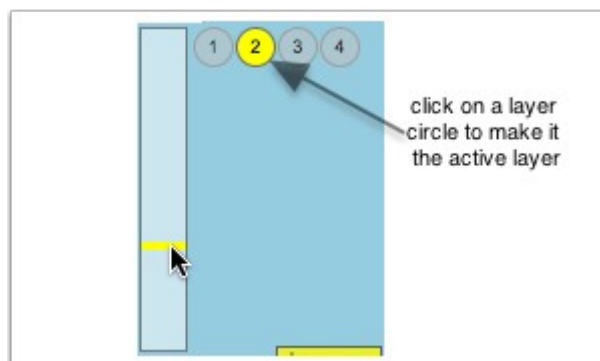 1 2 3 4
click on a layer
circle to make it
the active layer